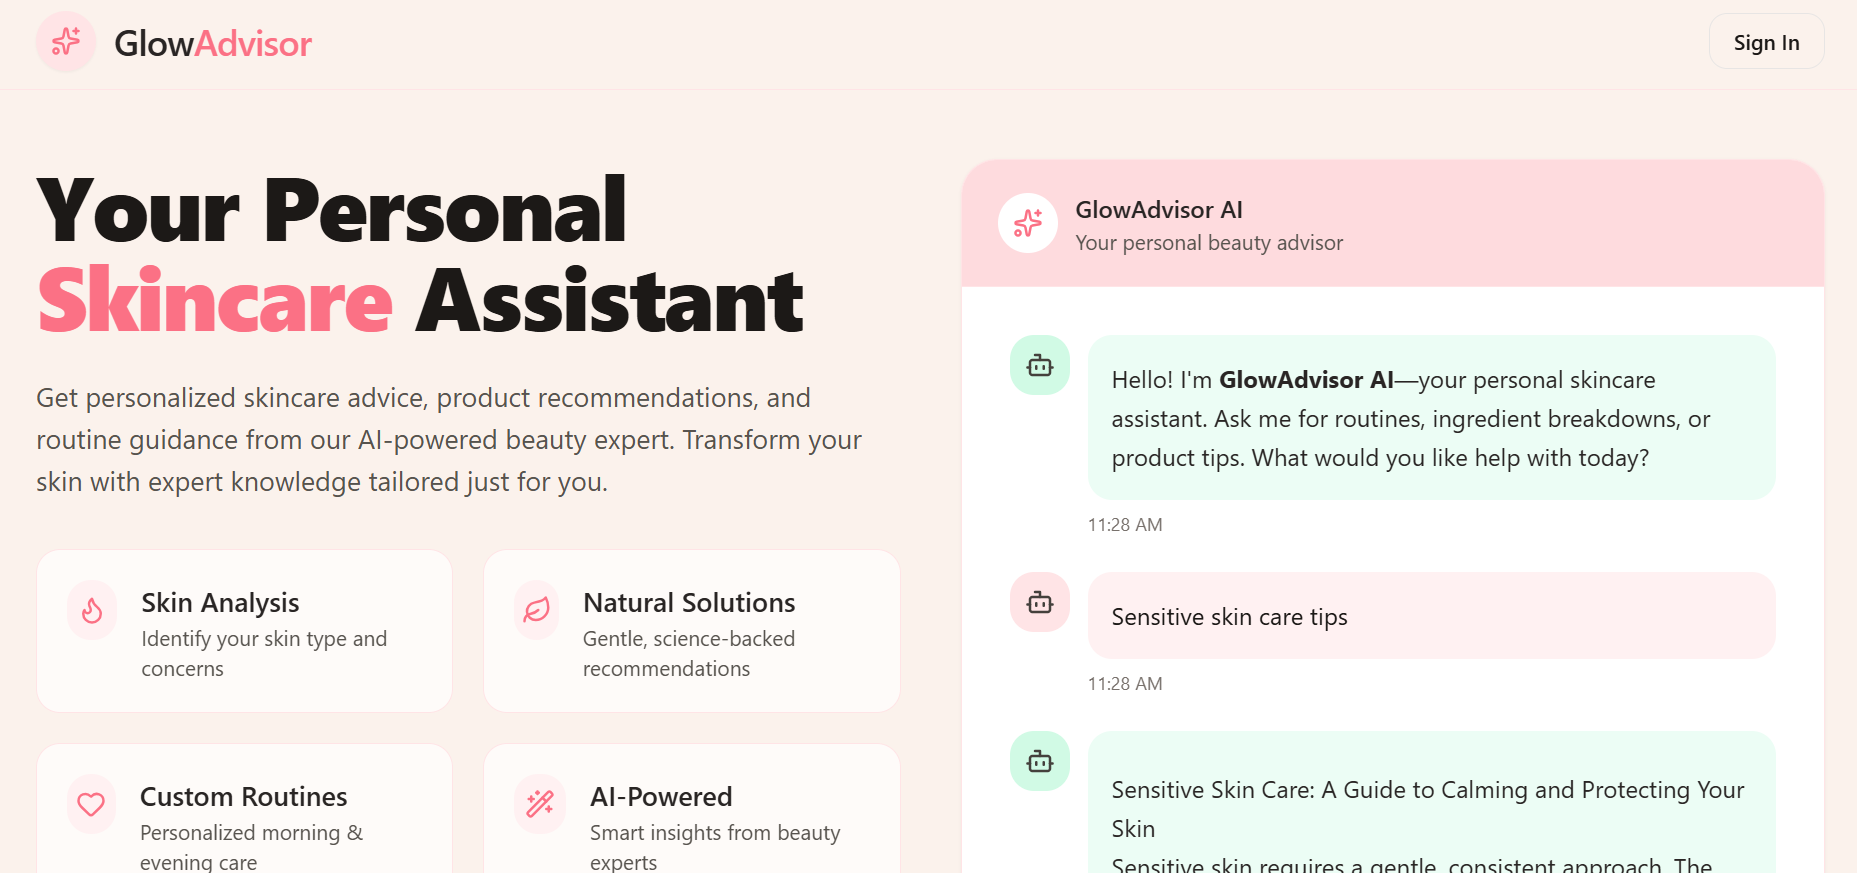 GlowAdvisor
Sign In
Your Personal
Skincare Assistant
Get personalized skincare advice, product recommendations, and
routine guidance from our AI-powered beauty expert. Transform your
skin with expert knowledge tailored just for you.
Skin Analysis
Identify your skin type and
concerns
Natural Solutions
Gentle, science-backed
recommendations
Custom Routines
Personalized morning &
evening care
AI-Powered
Smart insights from beauty
experts
GlowAdvisor AI
Your personal beauty advisor
Hello! I'm GlowAdvisor AI—your personal skincare
assistant. Ask me for routines, ingredient breakdowns, or
product tips. What would you like help with today?
11:28 AM
Sensitive skin care tips
11:28 AM
Sensitive Skin Care: A Guide to Calming and Protecting Your
Skin
Sensitive skin requires a gentle, consistent approach. The